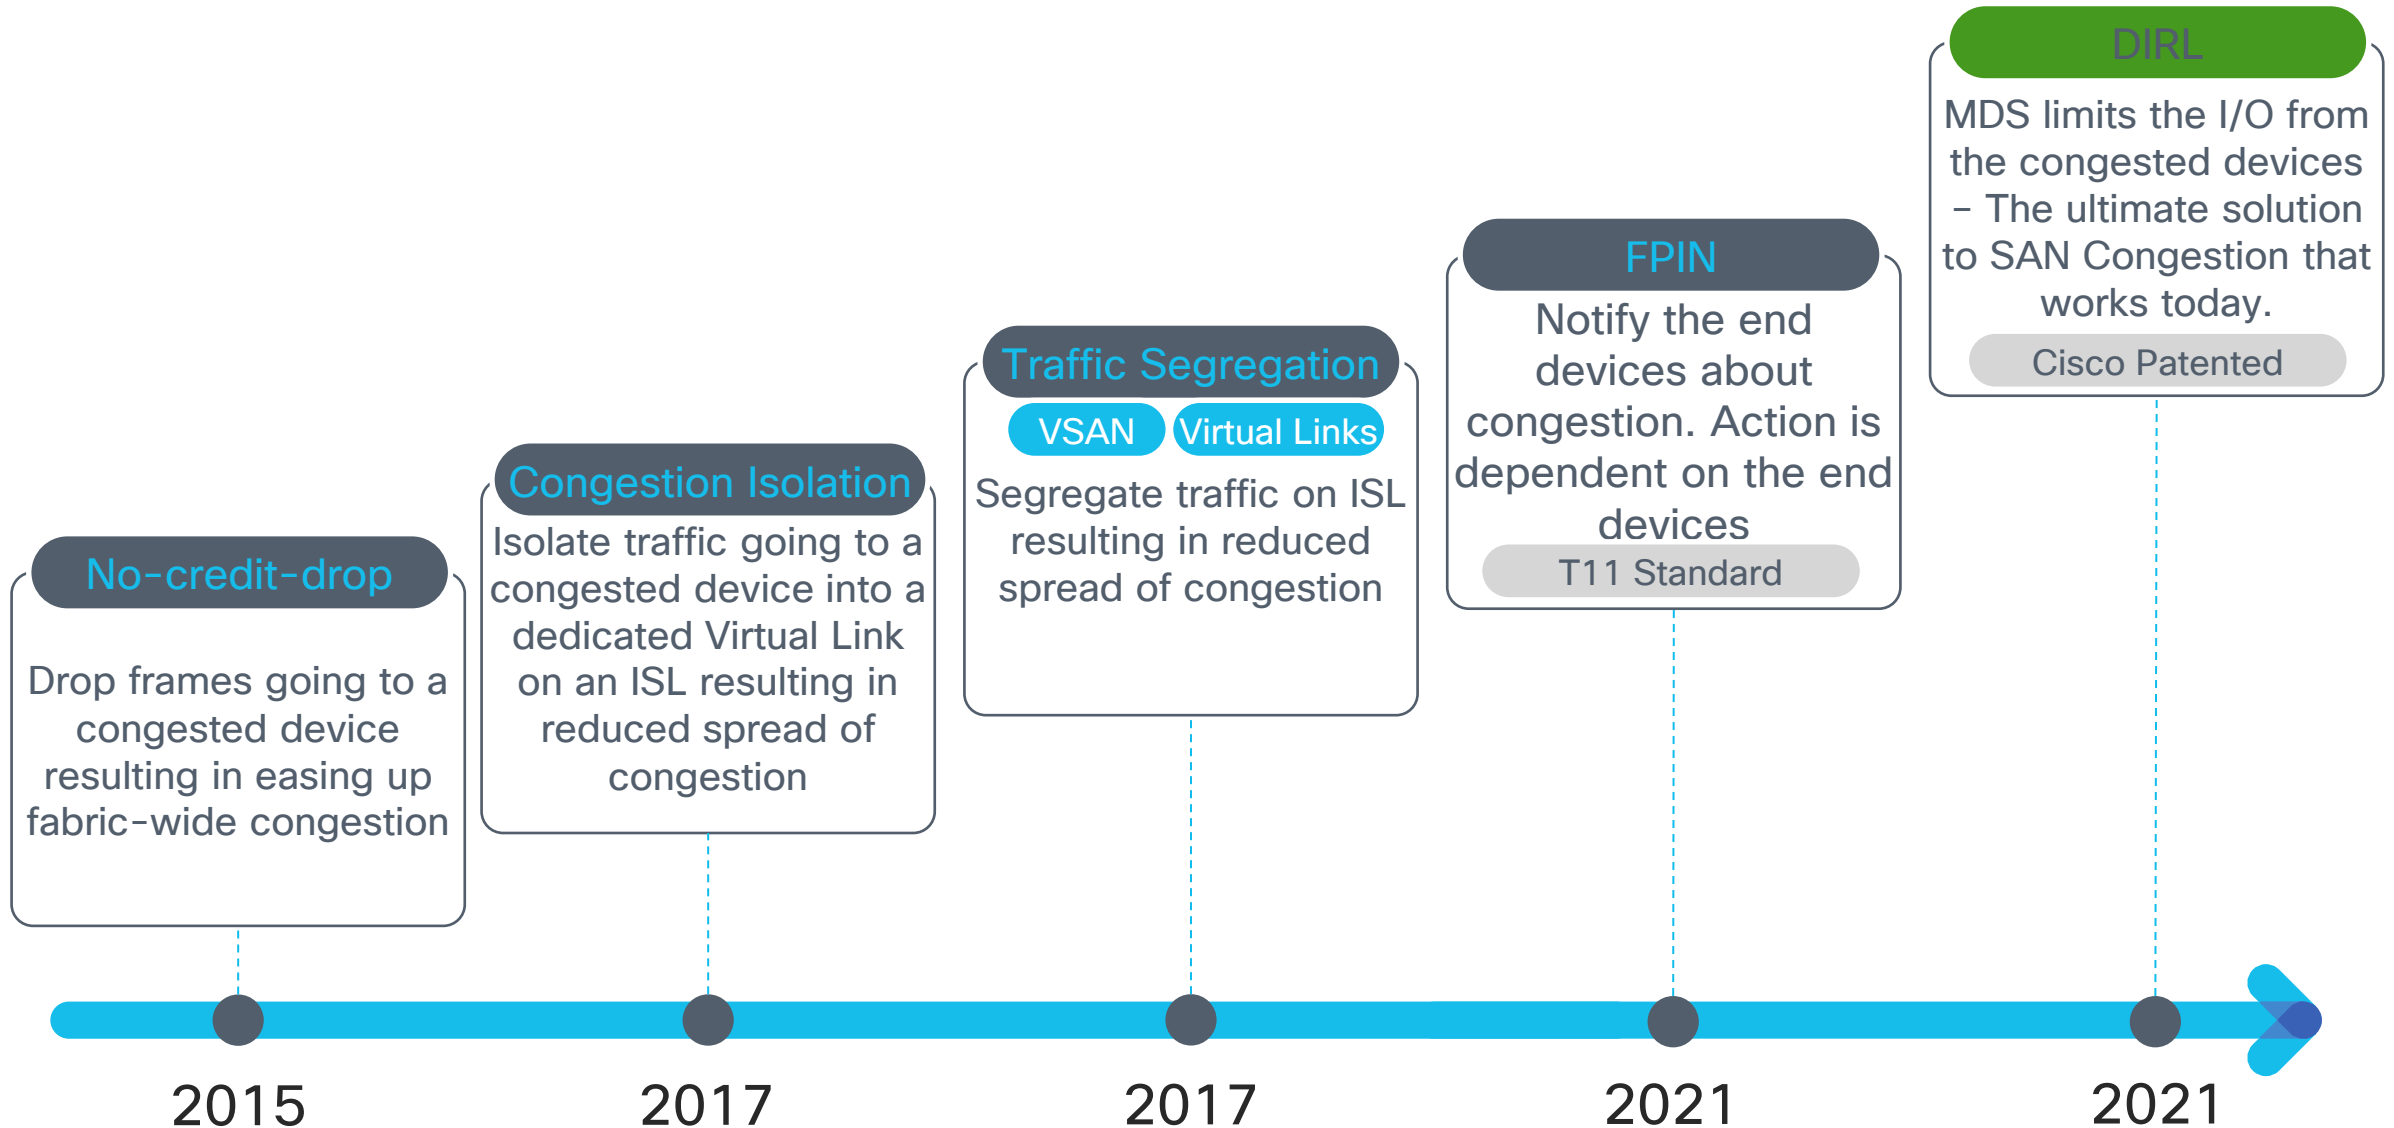 No-credit-drop
Drop frames going to a
congested device
resulting in easing up
fabric-wide congestion
Congestion Isolation
Isolate traffic going to a
congested device into a
dedicated Virtual Link
on an ISL resulting in
reduced spread of
congestion
Traffic Segregation
VSAN
Virtual Links
Segregate traffic on ISL
resulting in reduced
spread of congestion
FPIN
Notify the end
devices about
congestion. Action is
dependent on the end
devices
T11 Standard
DIRL
MDS limits the I/O from
the congested devices
– The ultimate solution
to SAN Congestion that
works today.
Cisco Patented
2015
2017
2017
2021
2021